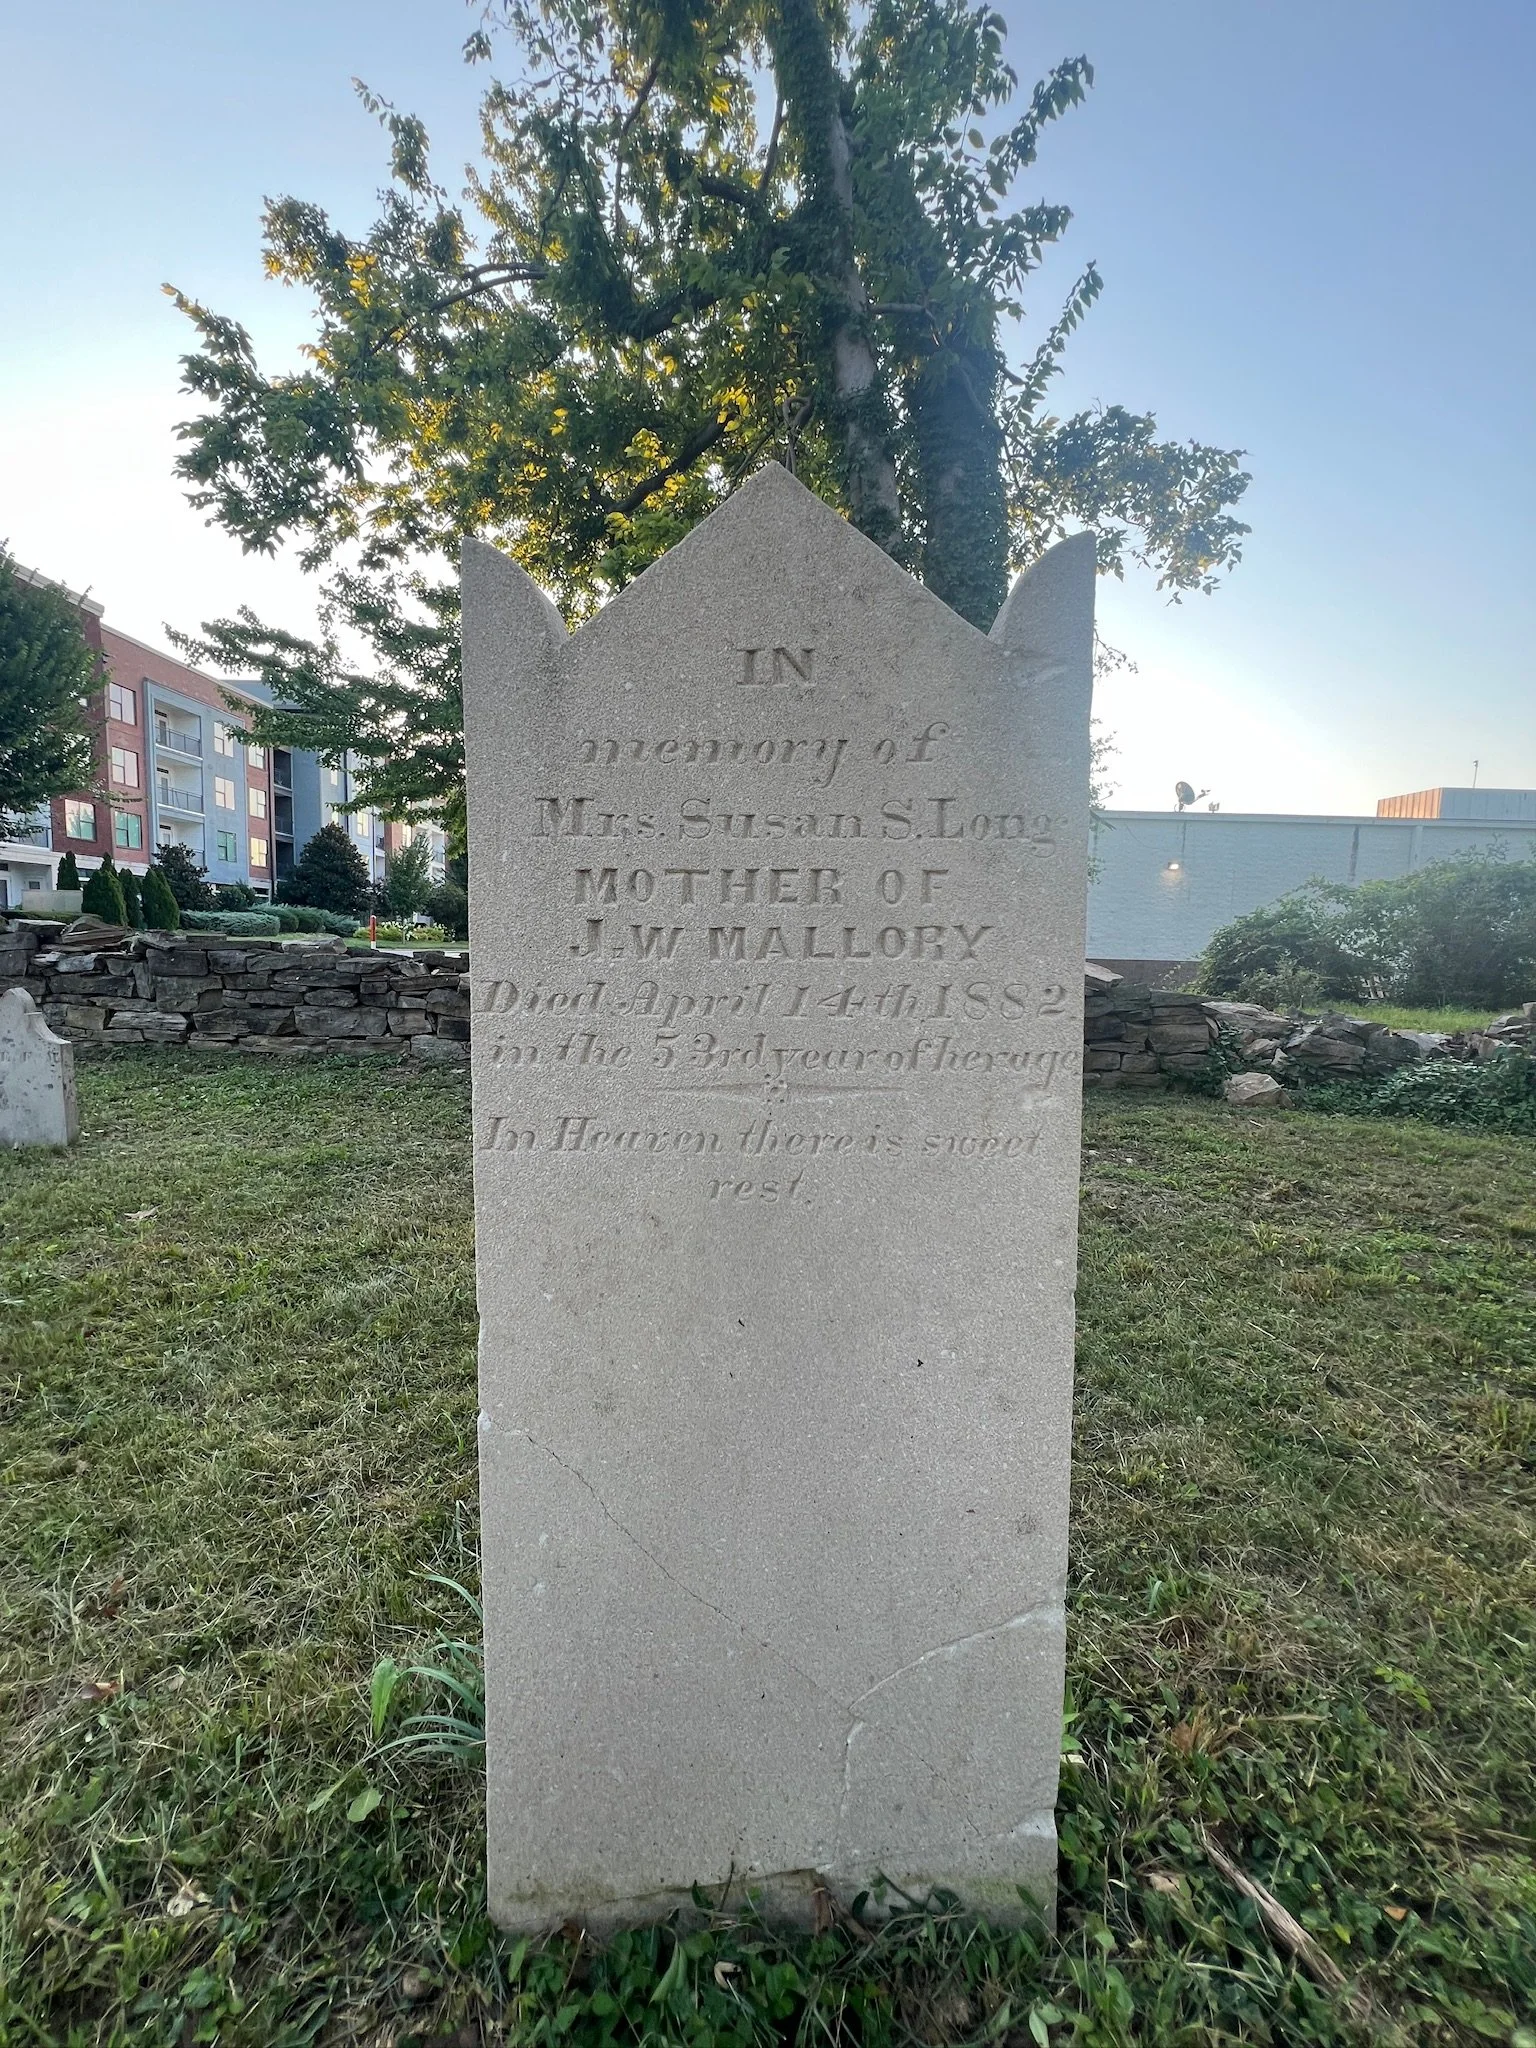 IN
memory of
Mrs. Susan S. Long
MOTHER OF
J.W MALLORY
Died April 14th 1882.
in the 53rd year of her age
In Heaven there is sweet
rest.